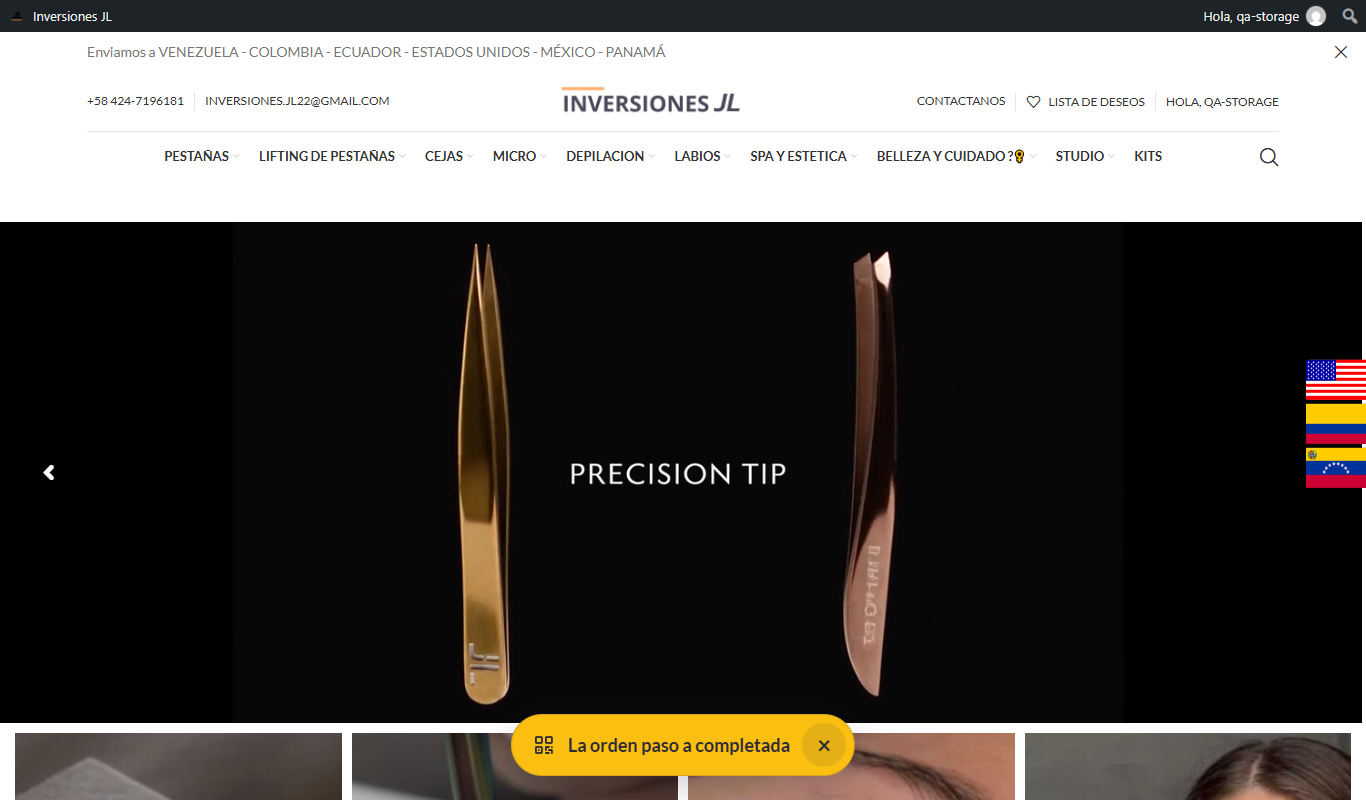 Inversiones JL
Hola, qa-storage
Enviamos a VENEZUELA - COLOMBIA - ECUADOR - ESTADOS UNIDOS - MÉXICO - PANAMÁ
+58 424-7196181
INVERSIONES.JL22@GMAIL.COM
INVERSIONES JL
CONTACTANOS
LISTA DE DESEOS
HOLA, QA-STORAGE
PESTAÑAS
LIFTING DE PESTAÑAS
CEJAS
MICRO
DEPILACION
LABIOS
SPA Y ESTETICA
BELLEZA Y CUIDADO ?
STUDIO
KITS
PRECISION TIP
JL
La orden paso a completada